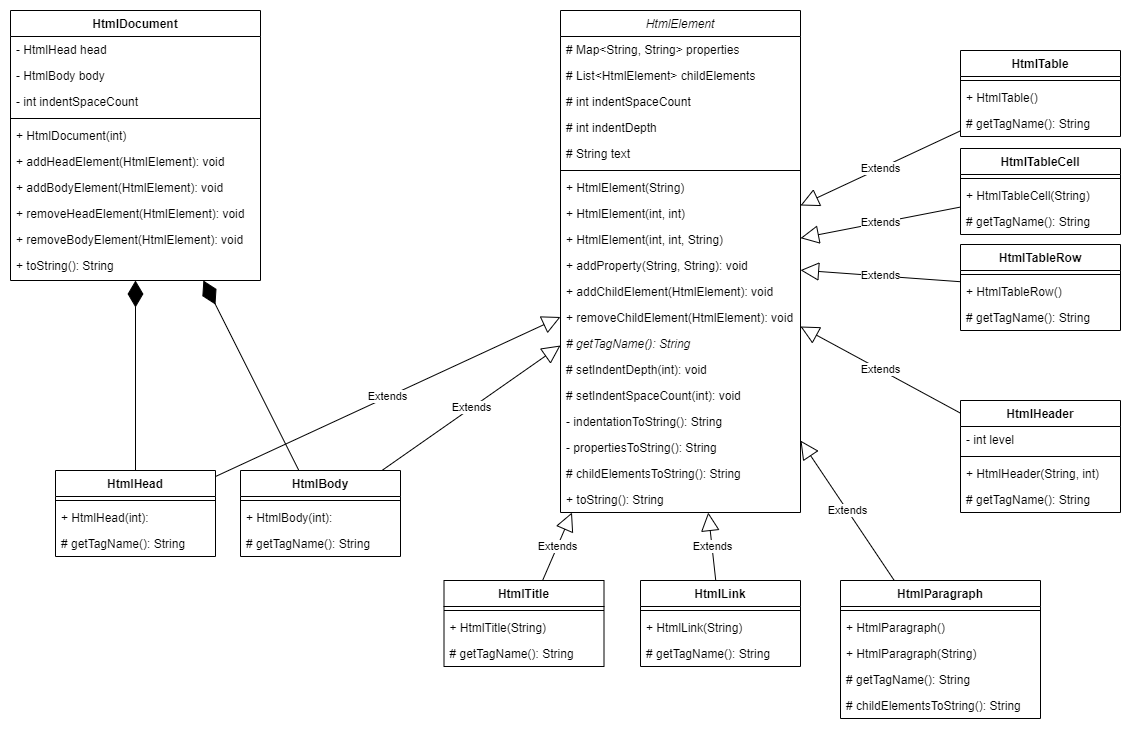 HtmlDocument
- HtmlHead head
- HtmlBody body
- int indentSpaceCount
+ HtmlDocument(int)
+ addHeadElement(HtmlElement): void
+ addBodyElement(HtmlElement): void
+ removeHeadElement(HtmlElement): void
+ removeBodyElement(HtmlElement): void
+ toString(): String
HtmlElement
# Map<String, String> properties
# List<HtmlElement> childElements
# int indentSpaceCount
# int indentDepth
# String text
+ HtmlElement(String)
+ HtmlElement(int, int)
+ HtmlElement(int, int, String)
+ addProperty(String, String): void
+ addChildElement(HtmlElement): void
+ removeChildElement(HtmlElement): void
# getTagName(): String
# setIndentDepth(int): void
# setIndentSpaceCount(int): void
- indentationToString(): String
- propertiesToString(): String
# childElementsToString(): String
+ toString(): String
HtmlTable
+ HtmlTable()
# getTagName(): String
Extends
HtmlTableCell
+ HtmlTableCell(String)
# getTagName(): String
Extends
HtmlTableRow
+ HtmlTableRow()
# getTagName(): String
Extends
Extends
HtmlHeader
- int level
+ HtmlHeader(String, int)
# getTagName(): String
Extends
Extends
HtmlHead
+ HtmlHead(int):
# getTagName(): String
HtmlBody
+ HtmlBody(int):
# getTagName(): String
Extends
Extends
Extends
HtmlTitle
+ HtmlTitle(String)
# getTagName(): String
HtmlLink
+ HtmlLink(String)
# getTagName(): String
HtmlParagraph
+ HtmlParagraph()
+ HtmlParagraph(String)
# getTagName(): String
# childElementsToString(): String